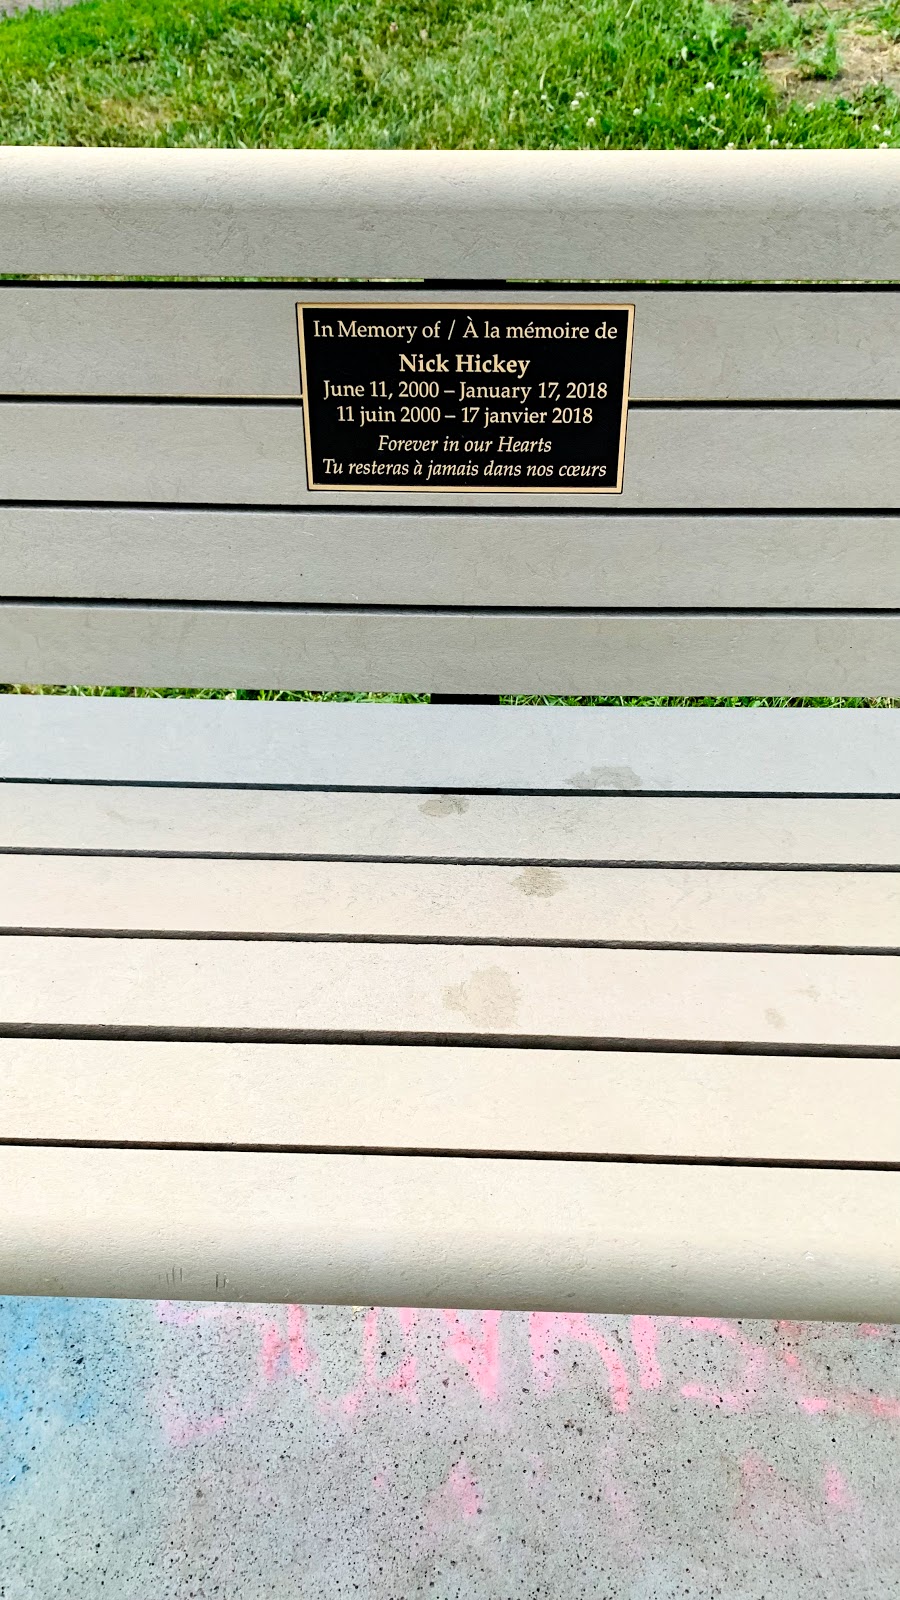 In Memory of / À la mémoire de
Nick Hickey
June 11, 2000 – January 17, 2018
11 juin 2000 – 17 janvier 2018
Forever in our Hearts
Tu resteras à jamais dans nos cœurs